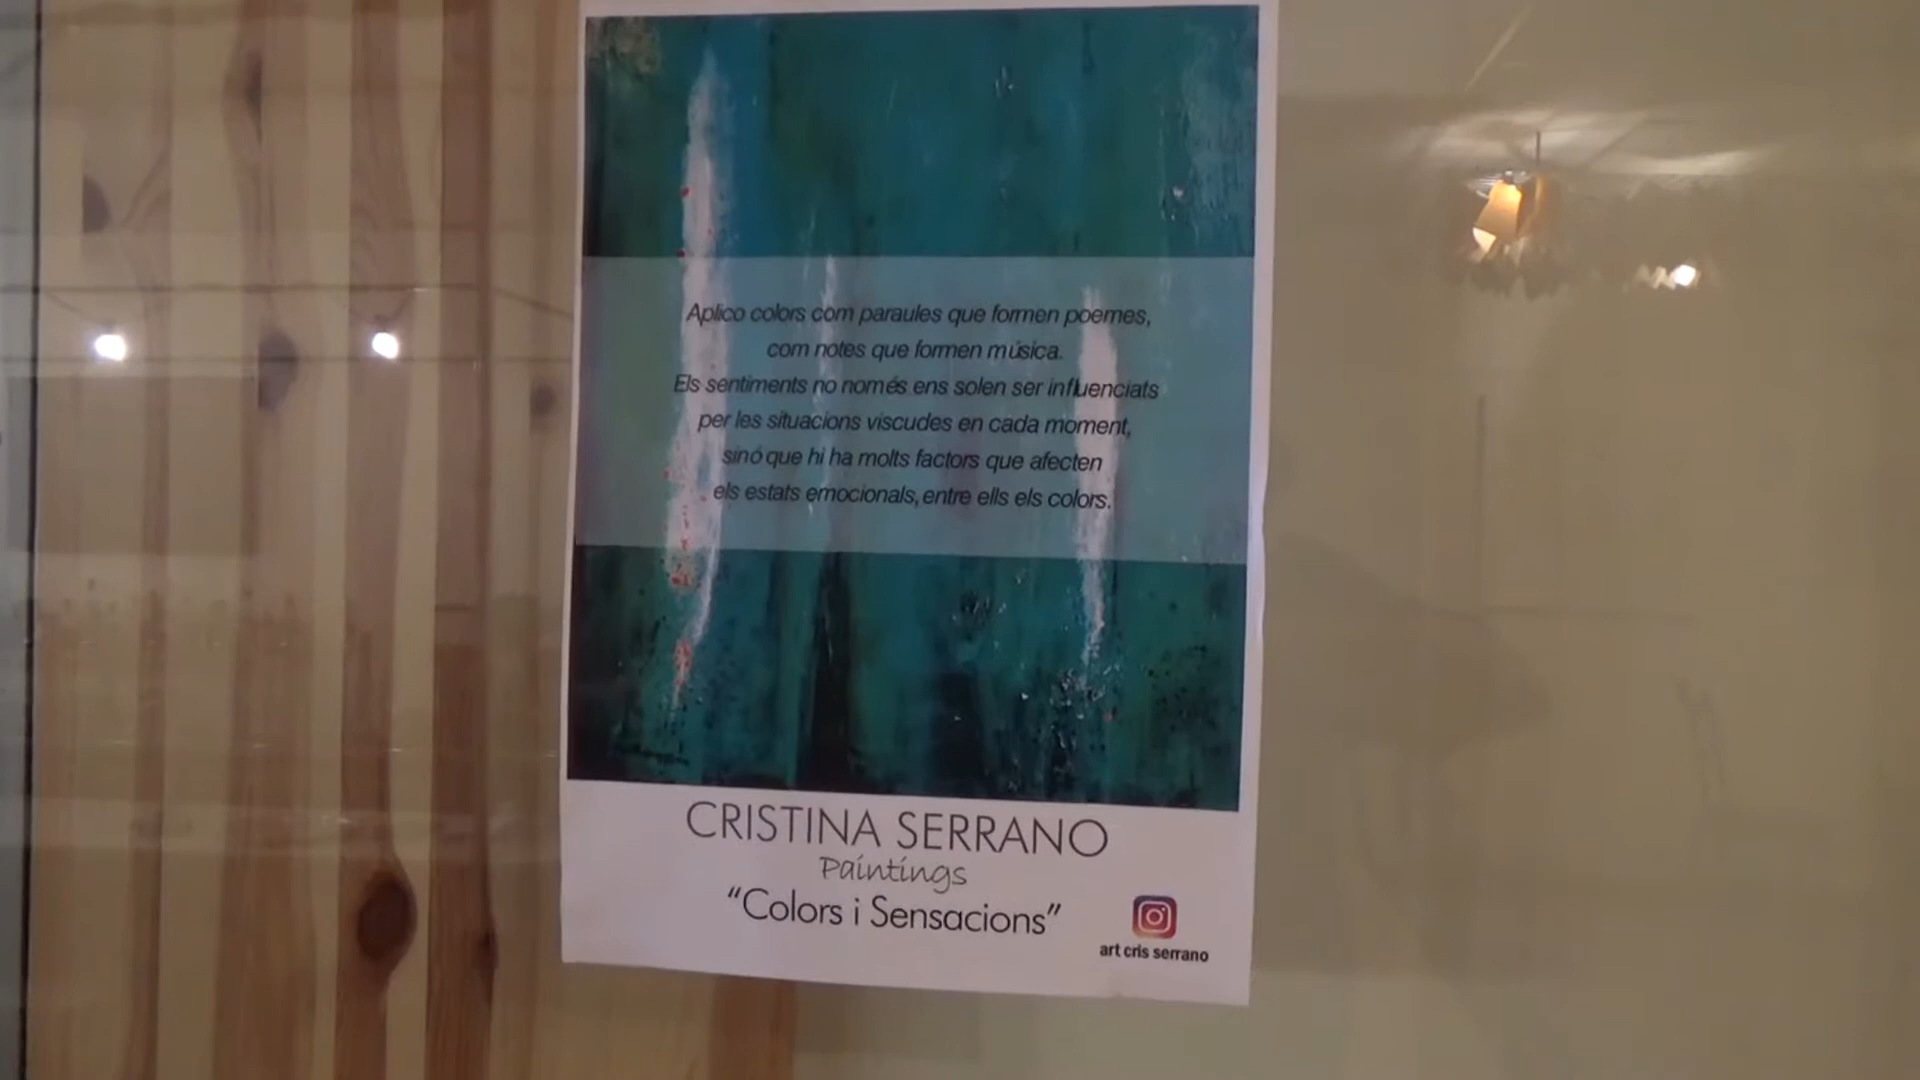 Aplico colors com paraules que formen poemes,
com notes que formen música.
Els sentiments no només ens solen ser influenciats
per les situacions viscudes en cada moment,
sinó que hi ha molts factors que afecten
els estats emocionals, entre ells els colors.
CRISTINA SERRANO
Paintings
"Colors i Sensacions"
art cris serrano